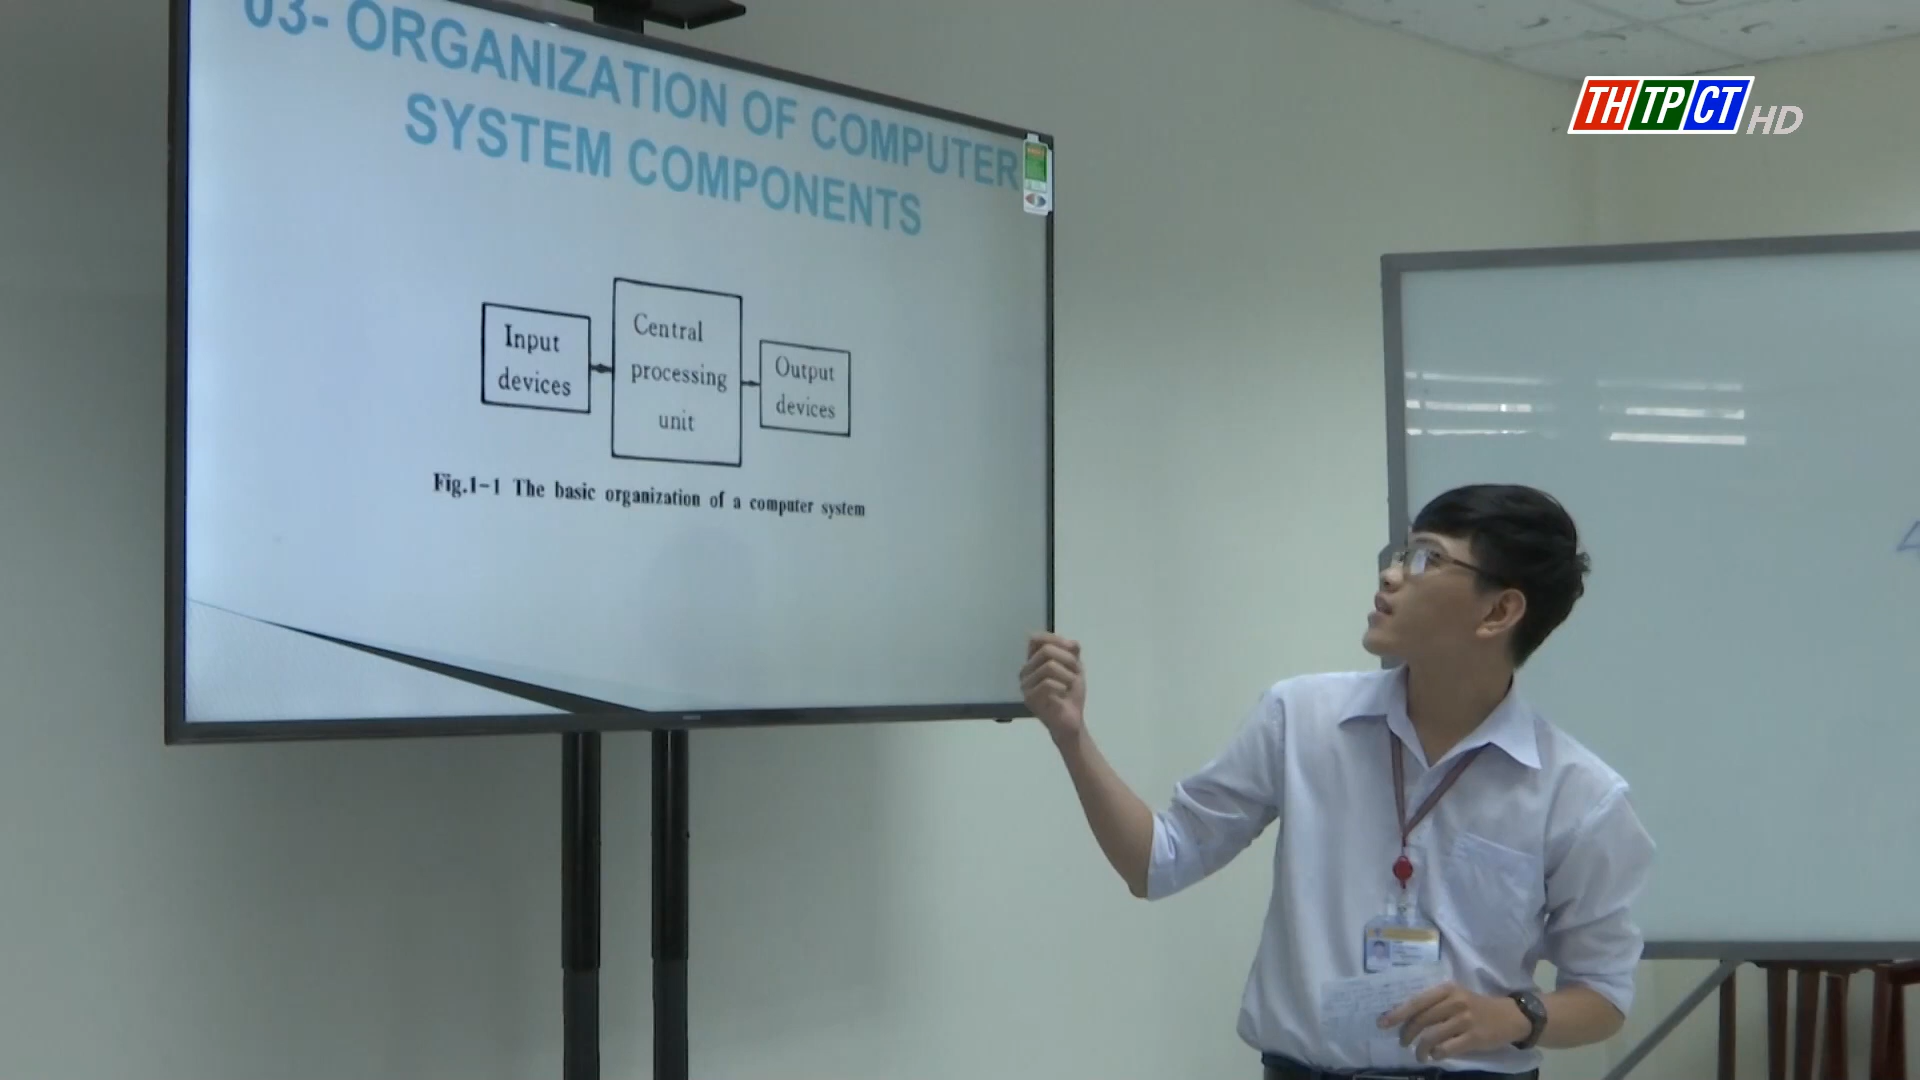 03- ORGANIZATION OF COMPUTER
SYSTEM COMPONENTS
Input
devices
Central
processing
unit
Output
devices
Fig.1-1 The basic organization of a computer system
THTPCT HD